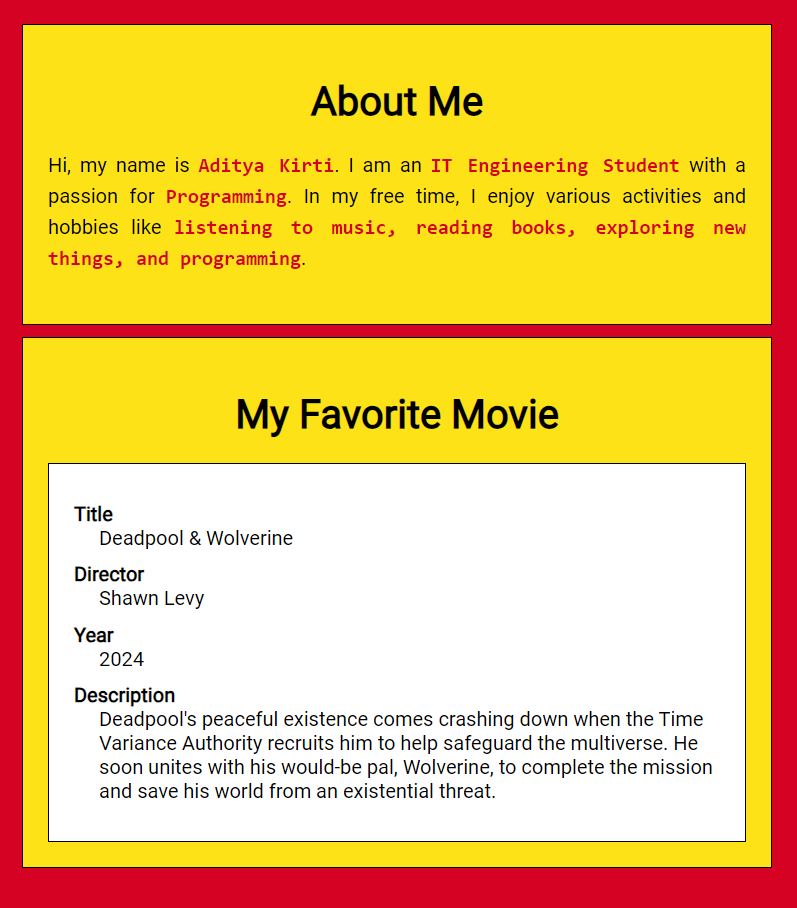 About Me
Hi, my name is Aditya Kirti. I am an IT Engineering Student with a
passion for Programming. In my free time, I enjoy various activities and
hobbies like listening to music, reading books, exploring new
things, and programming.
My Favorite Movie
Title
Deadpool & Wolverine
Director
Shawn Levy
Year
2024
Description
Deadpool's peaceful existence comes crashing down when the Time
Variance Authority recruits him to help safeguard the multiverse. He
soon unites with his would-be pal, Wolverine, to complete the mission
and save his world from an existential threat.